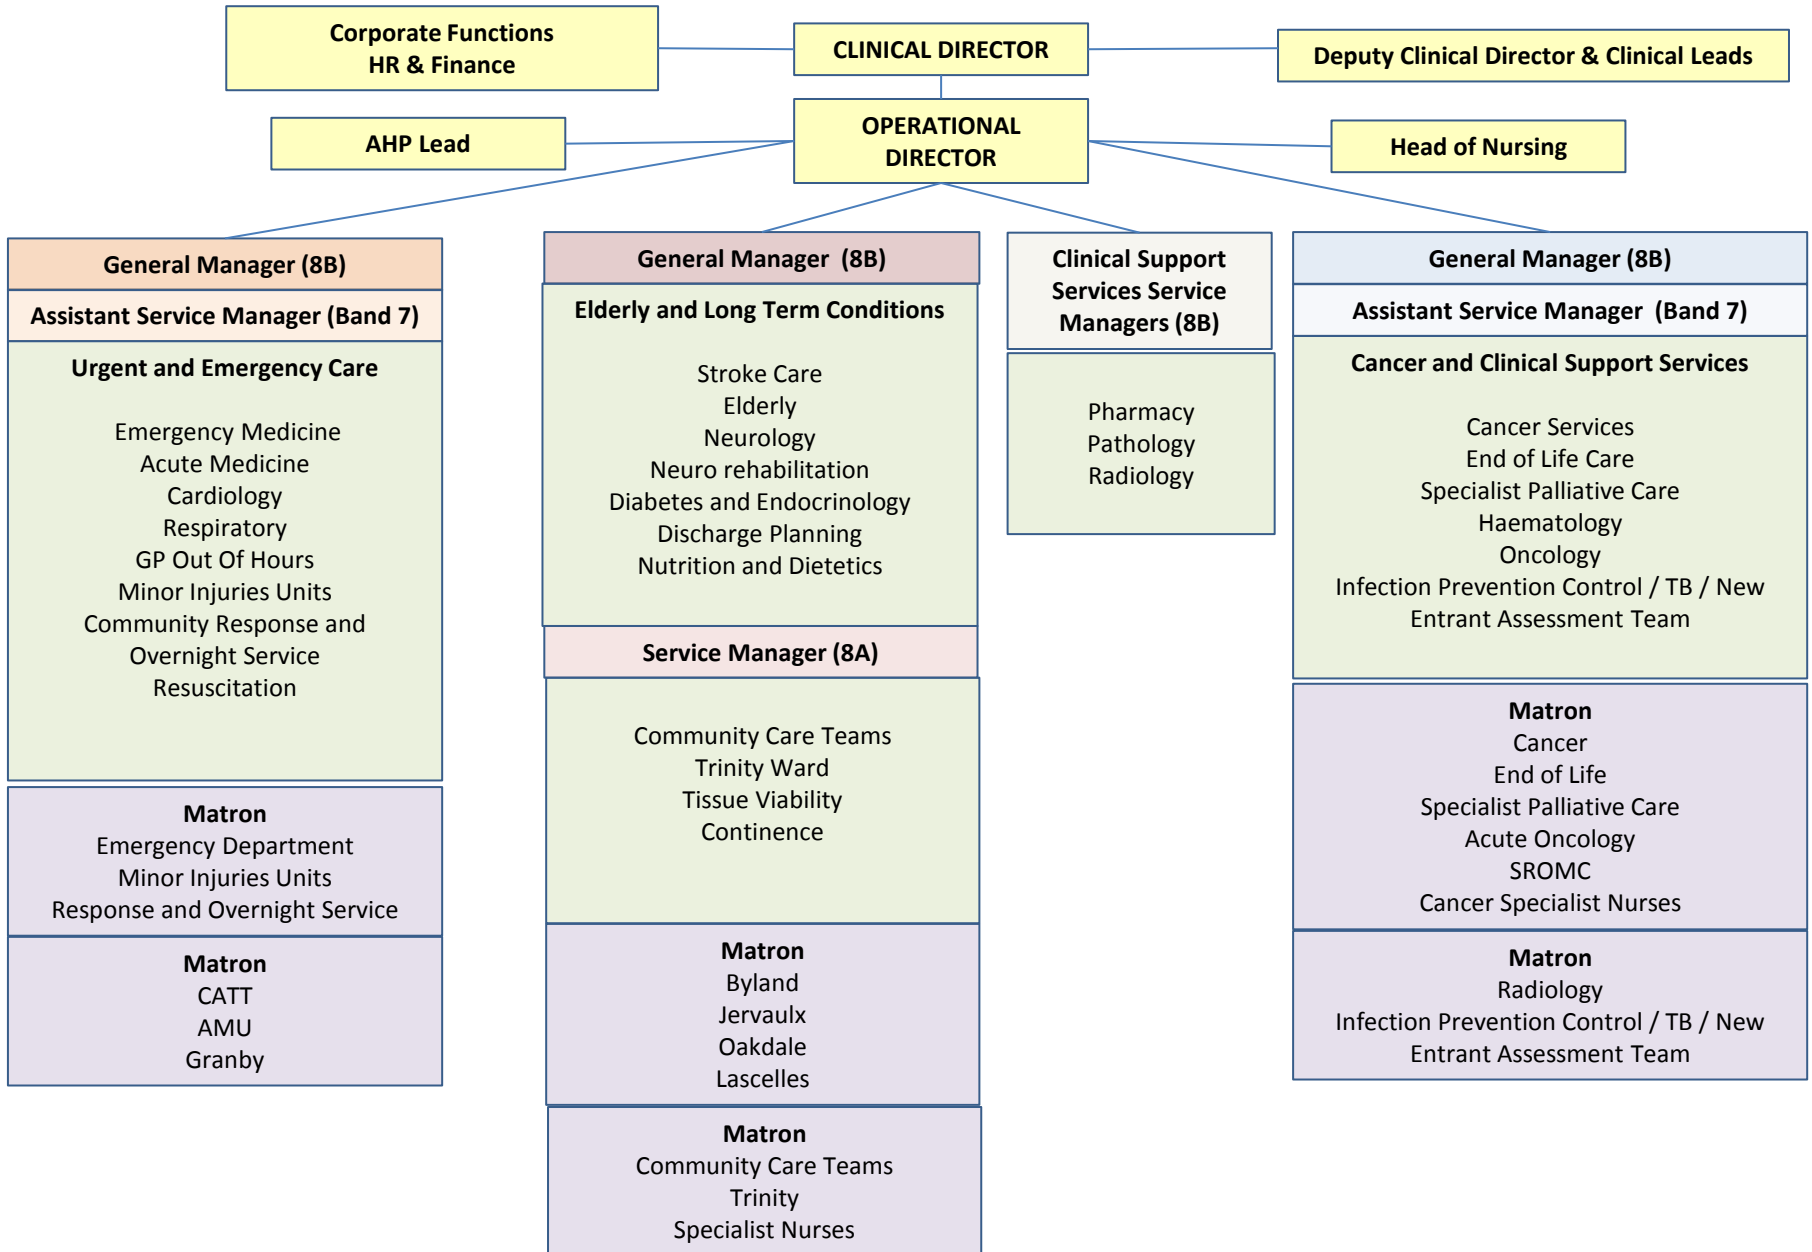 Corporate Functions
HR & Finance
CLINICAL DIRECTOR
Deputy Clinical Director & Clinical Leads
AHP Lead
OPERATIONAL
DIRECTOR
Head of Nursing
General Manager (8B)
Assistant Service Manager (Band 7)
Urgent and Emergency Care
Emergency Medicine
Acute Medicine
Cardiology
Respiratory
GP Out Of Hours
Minor Injuries Units
Community Response and
Overnight Service
Resuscitation
Matron
Emergency Department
Minor Injuries Units
Response and Overnight Service
Matron
CATT
AMU
Granby
General Manager (8B)
Elderly and Long Term Conditions
Stroke Care
Elderly
Neurology
Neuro rehabilitation
Diabetes and Endocrinology
Discharge Planning
Nutrition and Dietetics
Service Manager (8A)
Community Care Teams
Trinity Ward
Tissue Viability
Continence
Matron
Byland
Jervaulx
Oakdale
Lascelles
Matron
Community Care Teams
Trinity
Specialist Nurses
Clinical Support
Services Service
Managers (8B)
Pharmacy
Pathology
Radiology
General Manager (8B)
Assistant Service Manager (Band 7)
Cancer and Clinical Support Services
Cancer Services
End of Life Care
Specialist Palliative Care
Haematology
Oncology
Infection Prevention Control / TB / New
Entrant Assessment Team
Matron
Cancer
End of Life
Specialist Palliative Care
Acute Oncology
SROMC
Cancer Specialist Nurses
Matron
Radiology
Infection Prevention Control / TB / New
Entrant Assessment Team